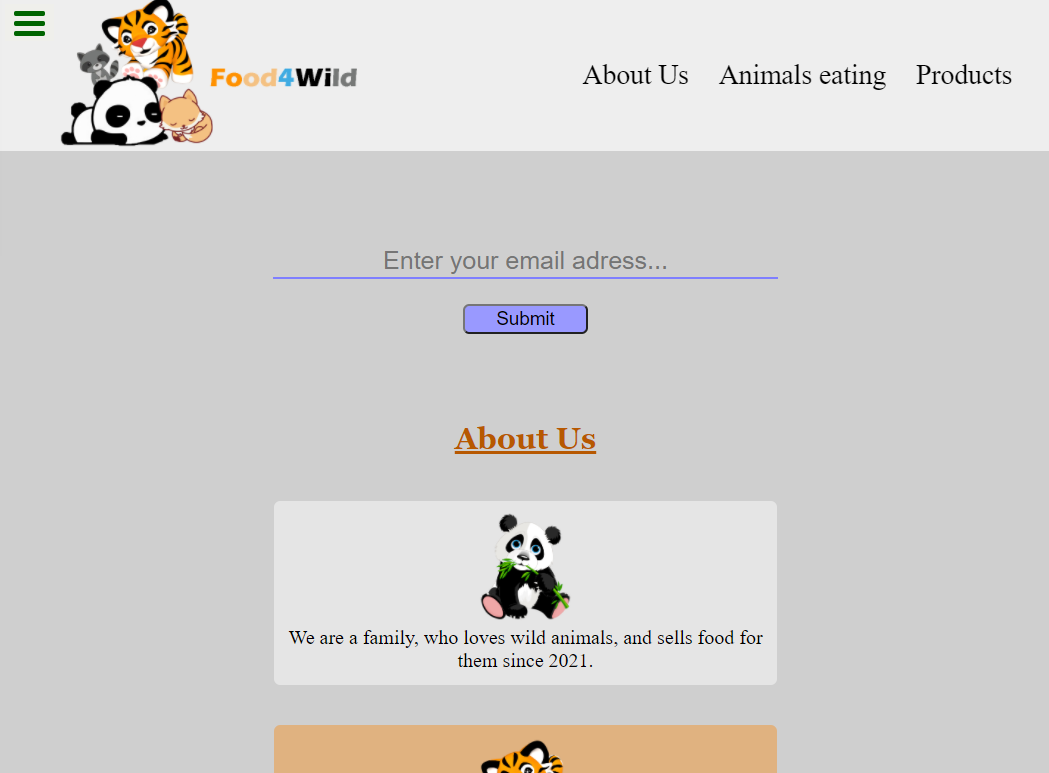 Food4Wild
About Us
Animals eating
Products
Enter your email adress...
Submit
About Us
We are a family, who loves wild animals, and sells food for
them since 2021.